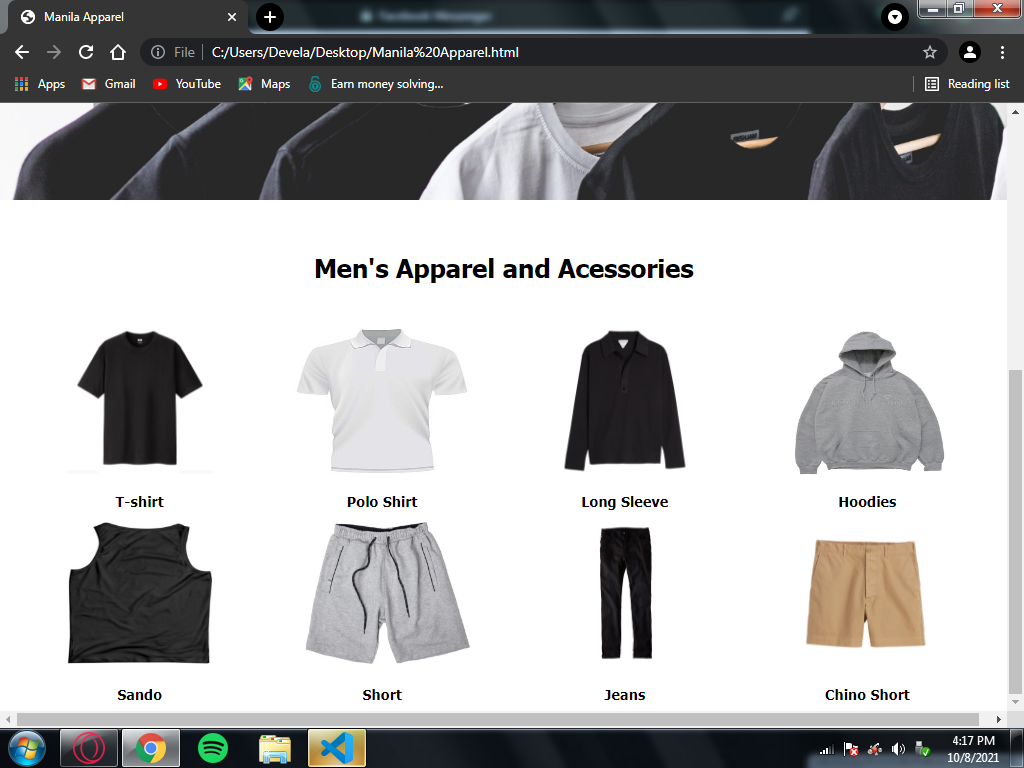 Manila Apparel
Facebook Messenger
File
C:/Users/Devela/Desktop/Manila%20Apparel.html
Apps
Gmail
YouTube
Maps
Earn money solving...
Reading list
Men's Apparel and Acessories
T-shirt
Polo Shirt
Long Sleeve
Hoodies
Sando
Short
Jeans
Chino Short
4:17 PM
10/8/2021